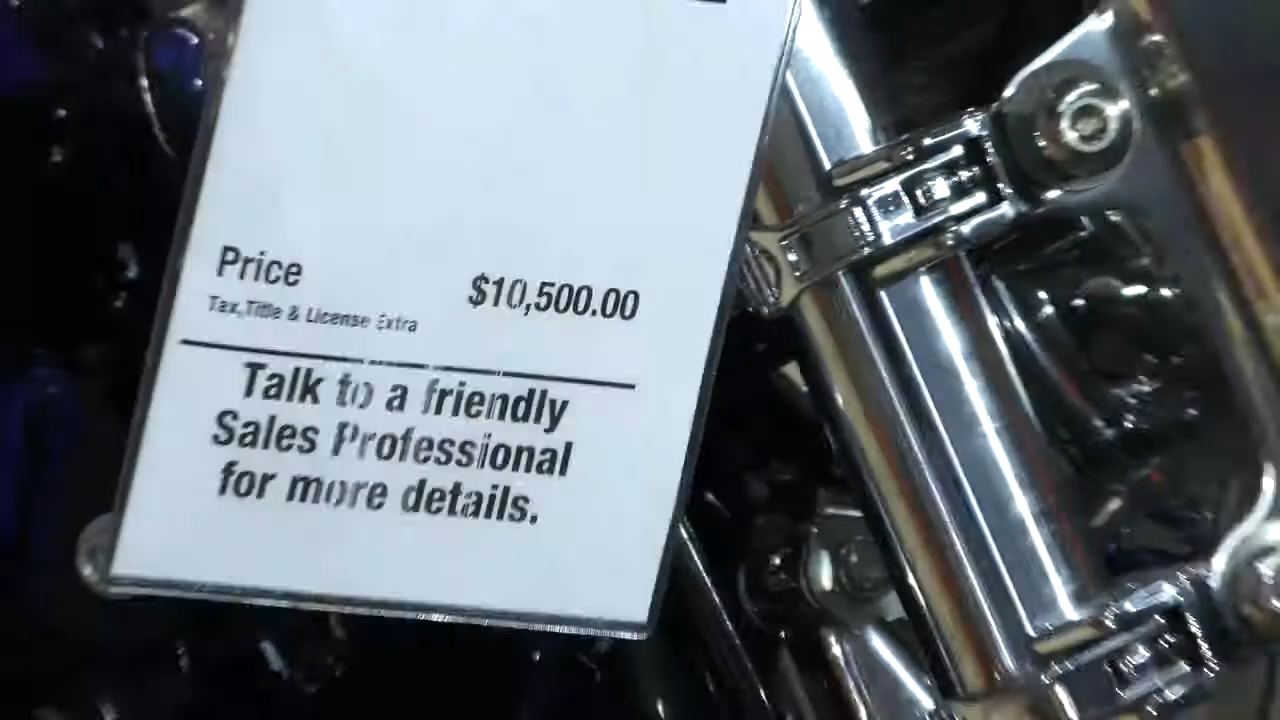 Price $10,500.00
Tax,Title & License Extra
Talk to a friendly
Sales Professional
for more details.